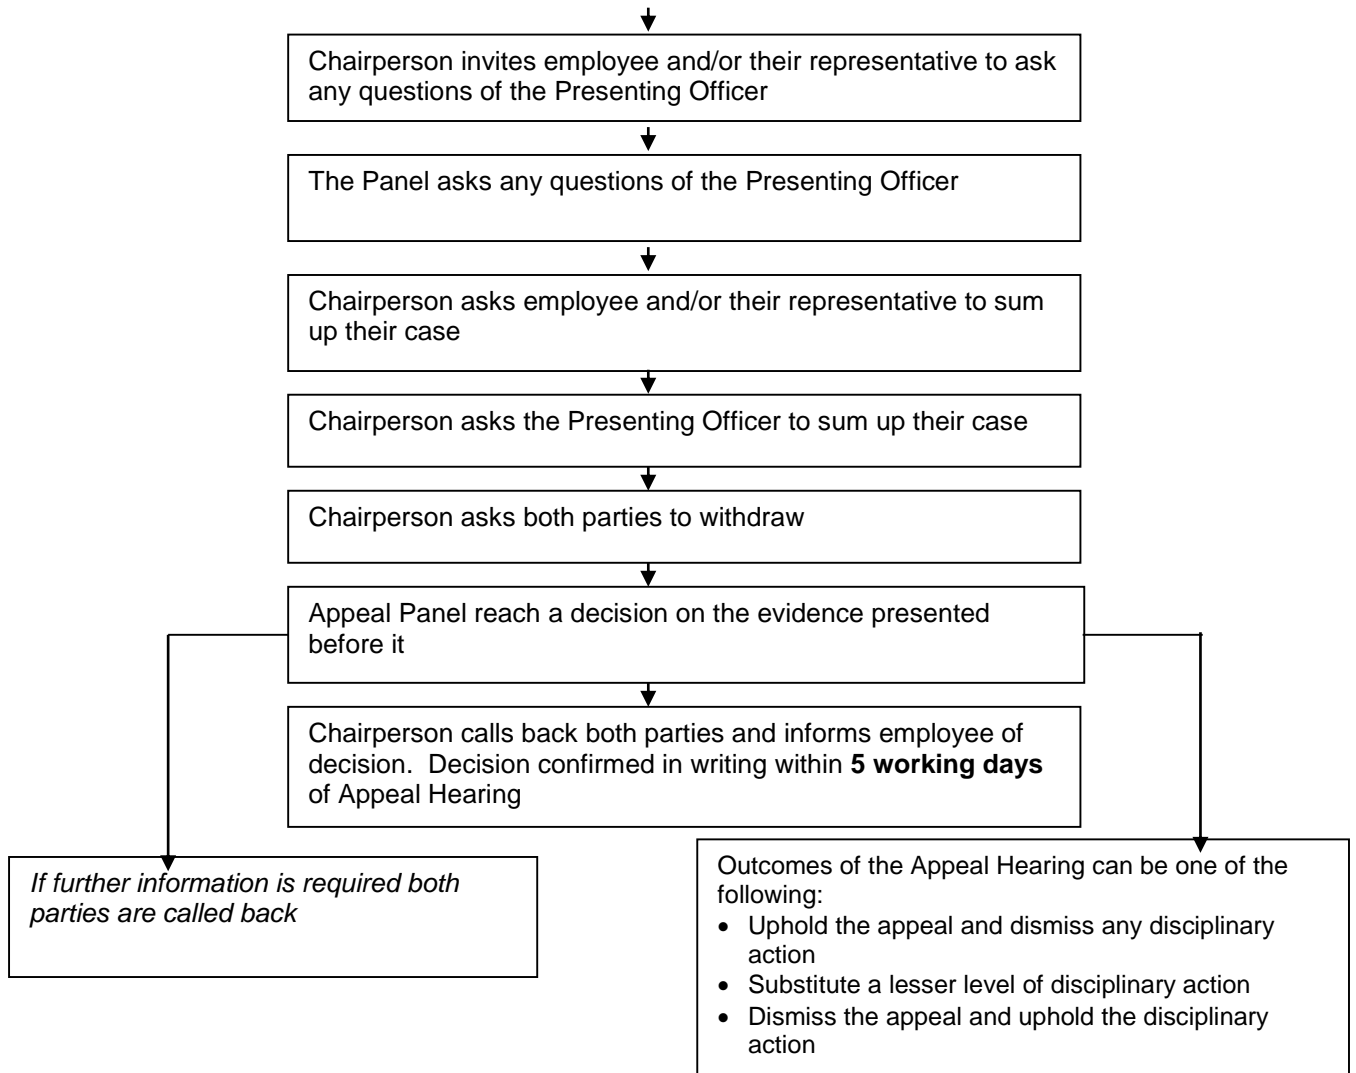 Chairperson invites employee and/or their representative to ask
any questions of the Presenting Officer
The Panel asks any questions of the Presenting Officer
Chairperson asks employee and/or their representative to sum
up their case
Chairperson asks the Presenting Officer to sum up their case
Chairperson asks both parties to withdraw
Appeal Panel reach a decision on the evidence presented
before it
Chairperson calls back both parties and informs employee of
decision.  Decision confirmed in writing within 5 working days
of Appeal Hearing
If further information is required both
parties are called back
Outcomes of the Appeal Hearing can be one of the
following:
• Uphold the appeal and dismiss any disciplinary
action
• Substitute a lesser level of disciplinary action
• Dismiss the appeal and uphold the disciplinary
action